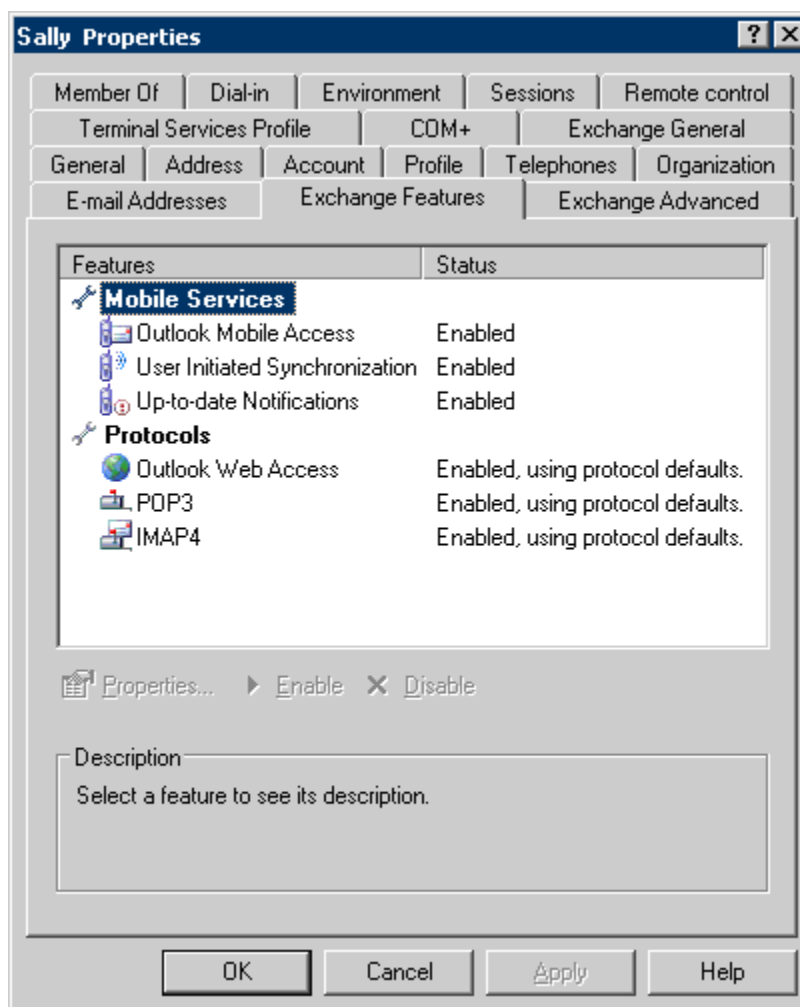 Sally Properties
Member Of Dial-in Environment Sessions Remote control
Terminal Services Profile COM+ Exchange General
General Address Account Profile Telephones Organization
E-mail Addresses Exchange Features Exchange Advanced
Features Status
Mobile Services
Outlook Mobile Access Enabled
User Initiated Synchronization Enabled
Up-to-date Notifications Enabled
Protocols
Outlook Web Access Enabled, using protocol defaults.
POP3 Enabled, using protocol defaults.
IMAP4 Enabled, using protocol defaults.
Properties... Enable Disable
Description
Select a feature to see its description.
OK Cancel Apply Help